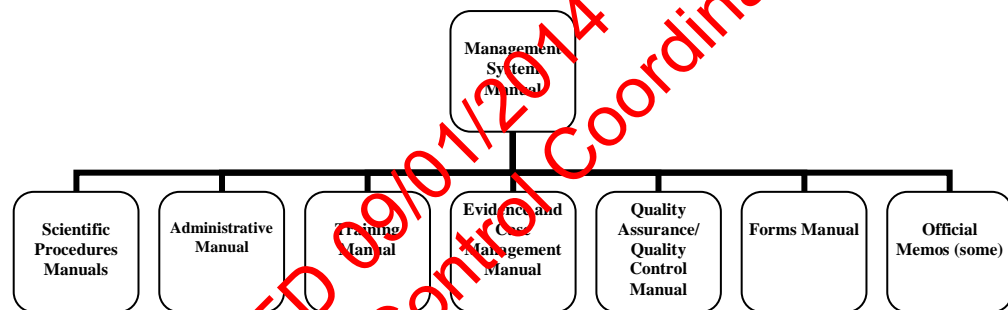 Management
System
Manual
Scientific
Procedures
Manuals
Administrative
Manual
Training
Manual
Evidence and
Case
Management
Manual
Quality
Assurance/
Quality
Control
Manual
Forms Manual
Official
Memos (some)
09/01/2014
Control Coordina